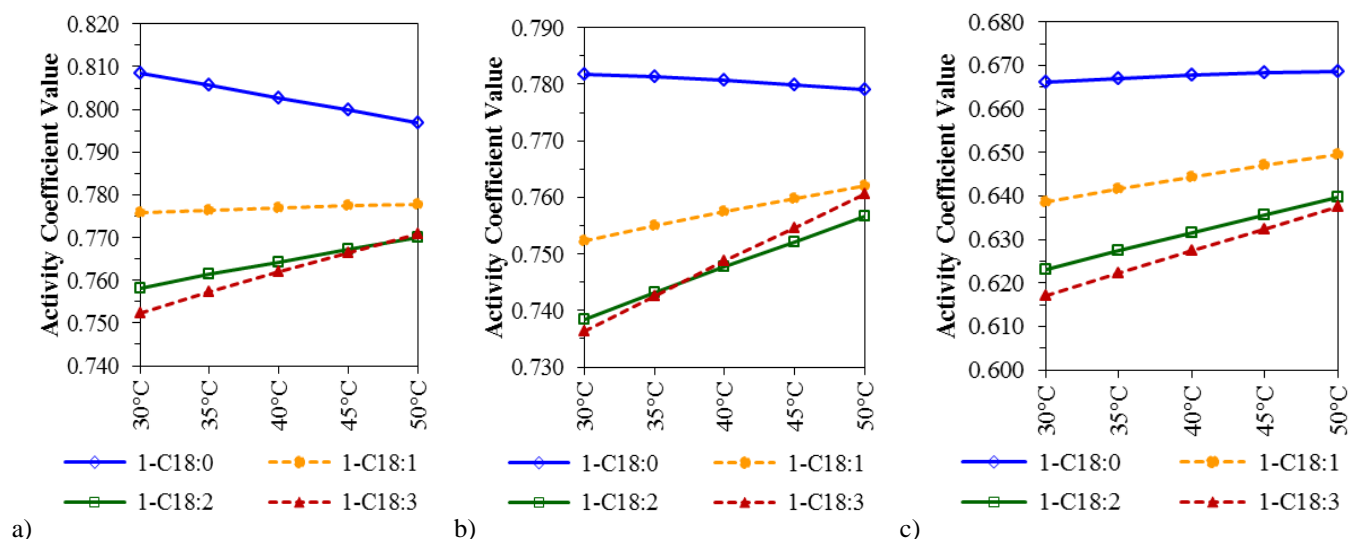 Activity Coefficient Value
0.820
0.810
0.800
0.790
0.780
0.770
0.760
0.750
0.740
30°C
35°C
40°C
45°C
50°C
1-C18:0
1-C18:1
1-C18:2
1-C18:3
a)
Activity Coefficient Value
0.790
0.780
0.770
0.760
0.750
0.740
0.730
30°C
35°C
40°C
45°C
50°C
1-C18:0
1-C18:1
1-C18:2
1-C18:3
b)
Activity Coefficient Value
0.680
0.670
0.660
0.650
0.640
0.630
0.620
0.610
0.600
30°C
35°C
40°C
45°C
50°C
1-C18:0
1-C18:1
1-C18:2
1-C18:3
c)